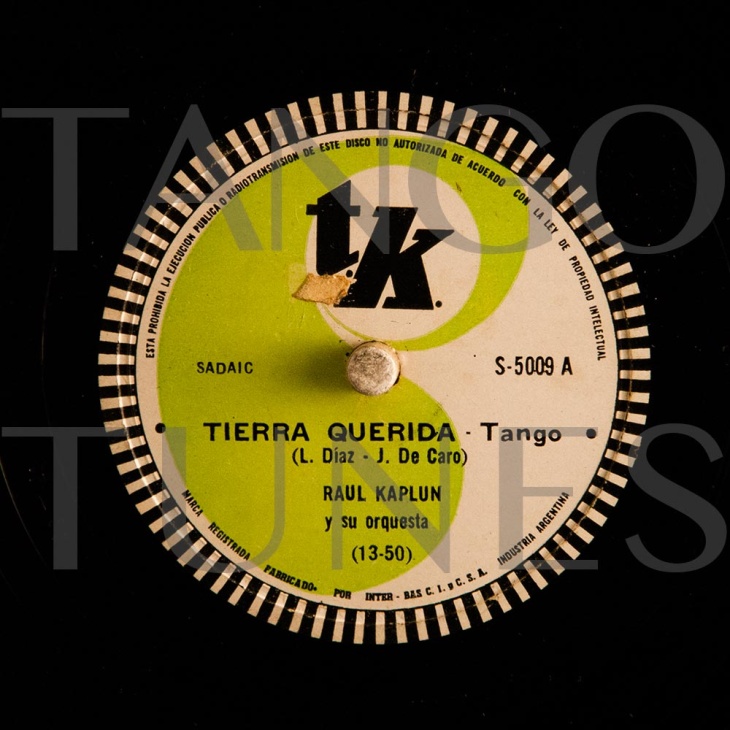 TANGO
TUNES
ESTA PROHIBIDA LA EJECUCION PUBLICA O RADIOTRANSMISION DE ESTE DISCO NO AUTORIZADA DE ACUERDO CON LA LEY DE PROPIEDAD INTELECTUAL
t.k.
SADAIC
S-5009 A
TIERRA QUERIDA - Tango
(L. Díaz - J. De Caro)
RAUL KAPLUN
y su orquesta
(13-50)
MARCA REGISTRADA FABRICADO POR INTER-BAS C. I. y C. S. A. INDUSTRIA ARGENTINA